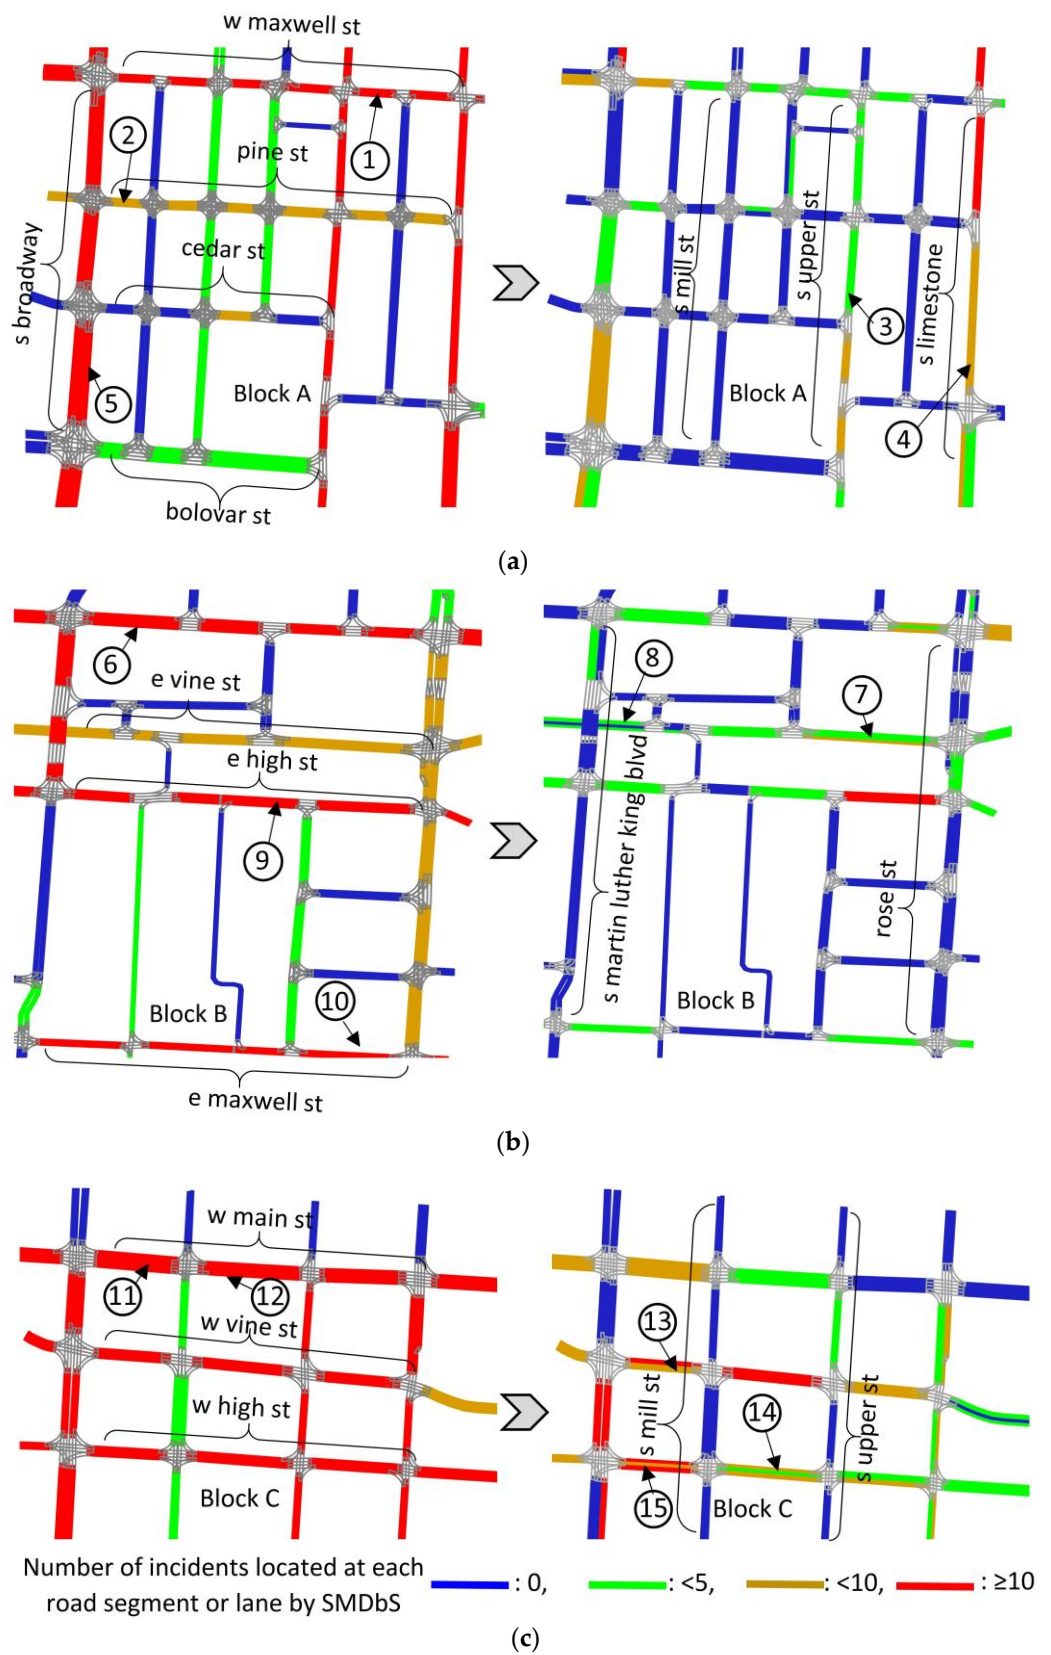 w maxwell st
2
1
pine st
cedar st
s broadway
Block A
5
bolovar st
s mill st
s upper st
s limestone
3
Block A
4
(a)
6
e vine st
e high st
9
10
Block B
e maxwell st
8
7
s martin luther king blvd
rose st
Block B
(b)
w main st
11
12
w vine st
w high st
Block C
13
s mill st
14
s upper st
15
Block C
Number of incidents located at each
road segment or lane by SMDbS
: 0, : <5, : <10, : ≥10
(c)